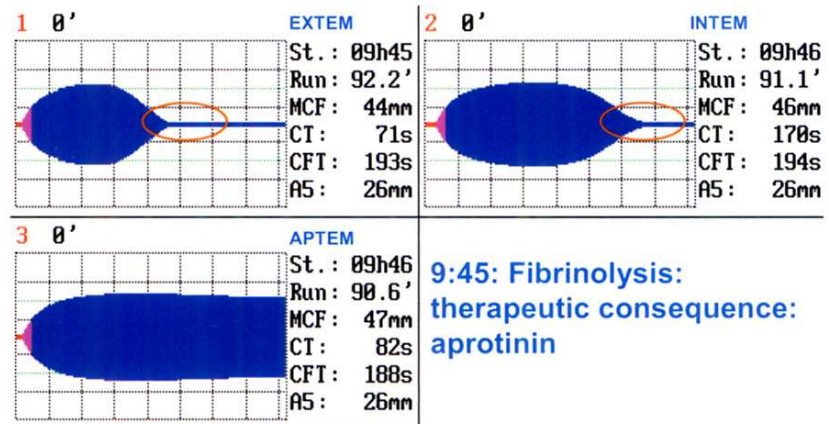 1 0' EXTEM
St.: 09h45
Run: 92.2'
MCF: 44mm
CT: 71s
CFT: 193s
A5: 26mm
2 0' INTEM
St.: 09h46
Run: 91.1'
MCF: 46mm
CT: 170s
CFT: 194s
A5: 26mm
3 0' APTEM
St.: 09h46
Run: 90.6'
MCF: 47mm
CT: 82s
CFT: 188s
A5: 26mm
9:45: Fibrinolysis:
therapeutic consequence:
aprotinin